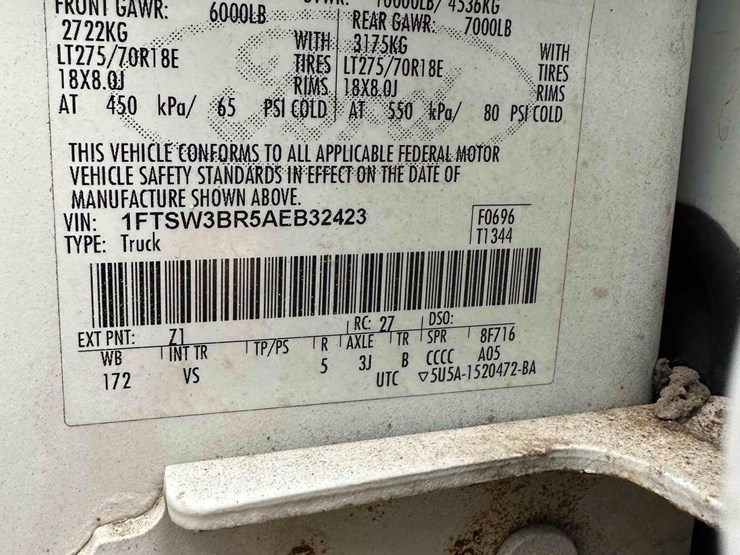 FRONT GAWR: 6000LB 10000LB/ 4536KG
2722KG WITH REAR GAWR: 7000LB
LT275/70R18E TIRES 3175KG WITH
18X8.0J RIMS LT275/70R18E TIRES
18X8.0J RIMS
AT 450 kPa/ 65 PSI COLD AT 550 kPa/ 80 PSI COLD
THIS VEHICLE CONFORMS TO ALL APPLICABLE FEDERAL MOTOR
VEHICLE SAFETY STANDARDS IN EFFECT ON THE DATE OF
MANUFACTURE SHOWN ABOVE.
VIN: 1FTSW3BR5AEB32423 F0696
TYPE: Truck T1344
EXT PNT: Z1 RC: 27 DSO:
WB INT TR TP/PS R AXLE TR SPR 8F716
172 VS 5 3J B CCCC A05
UTC ▽5U5A-1520472-BA